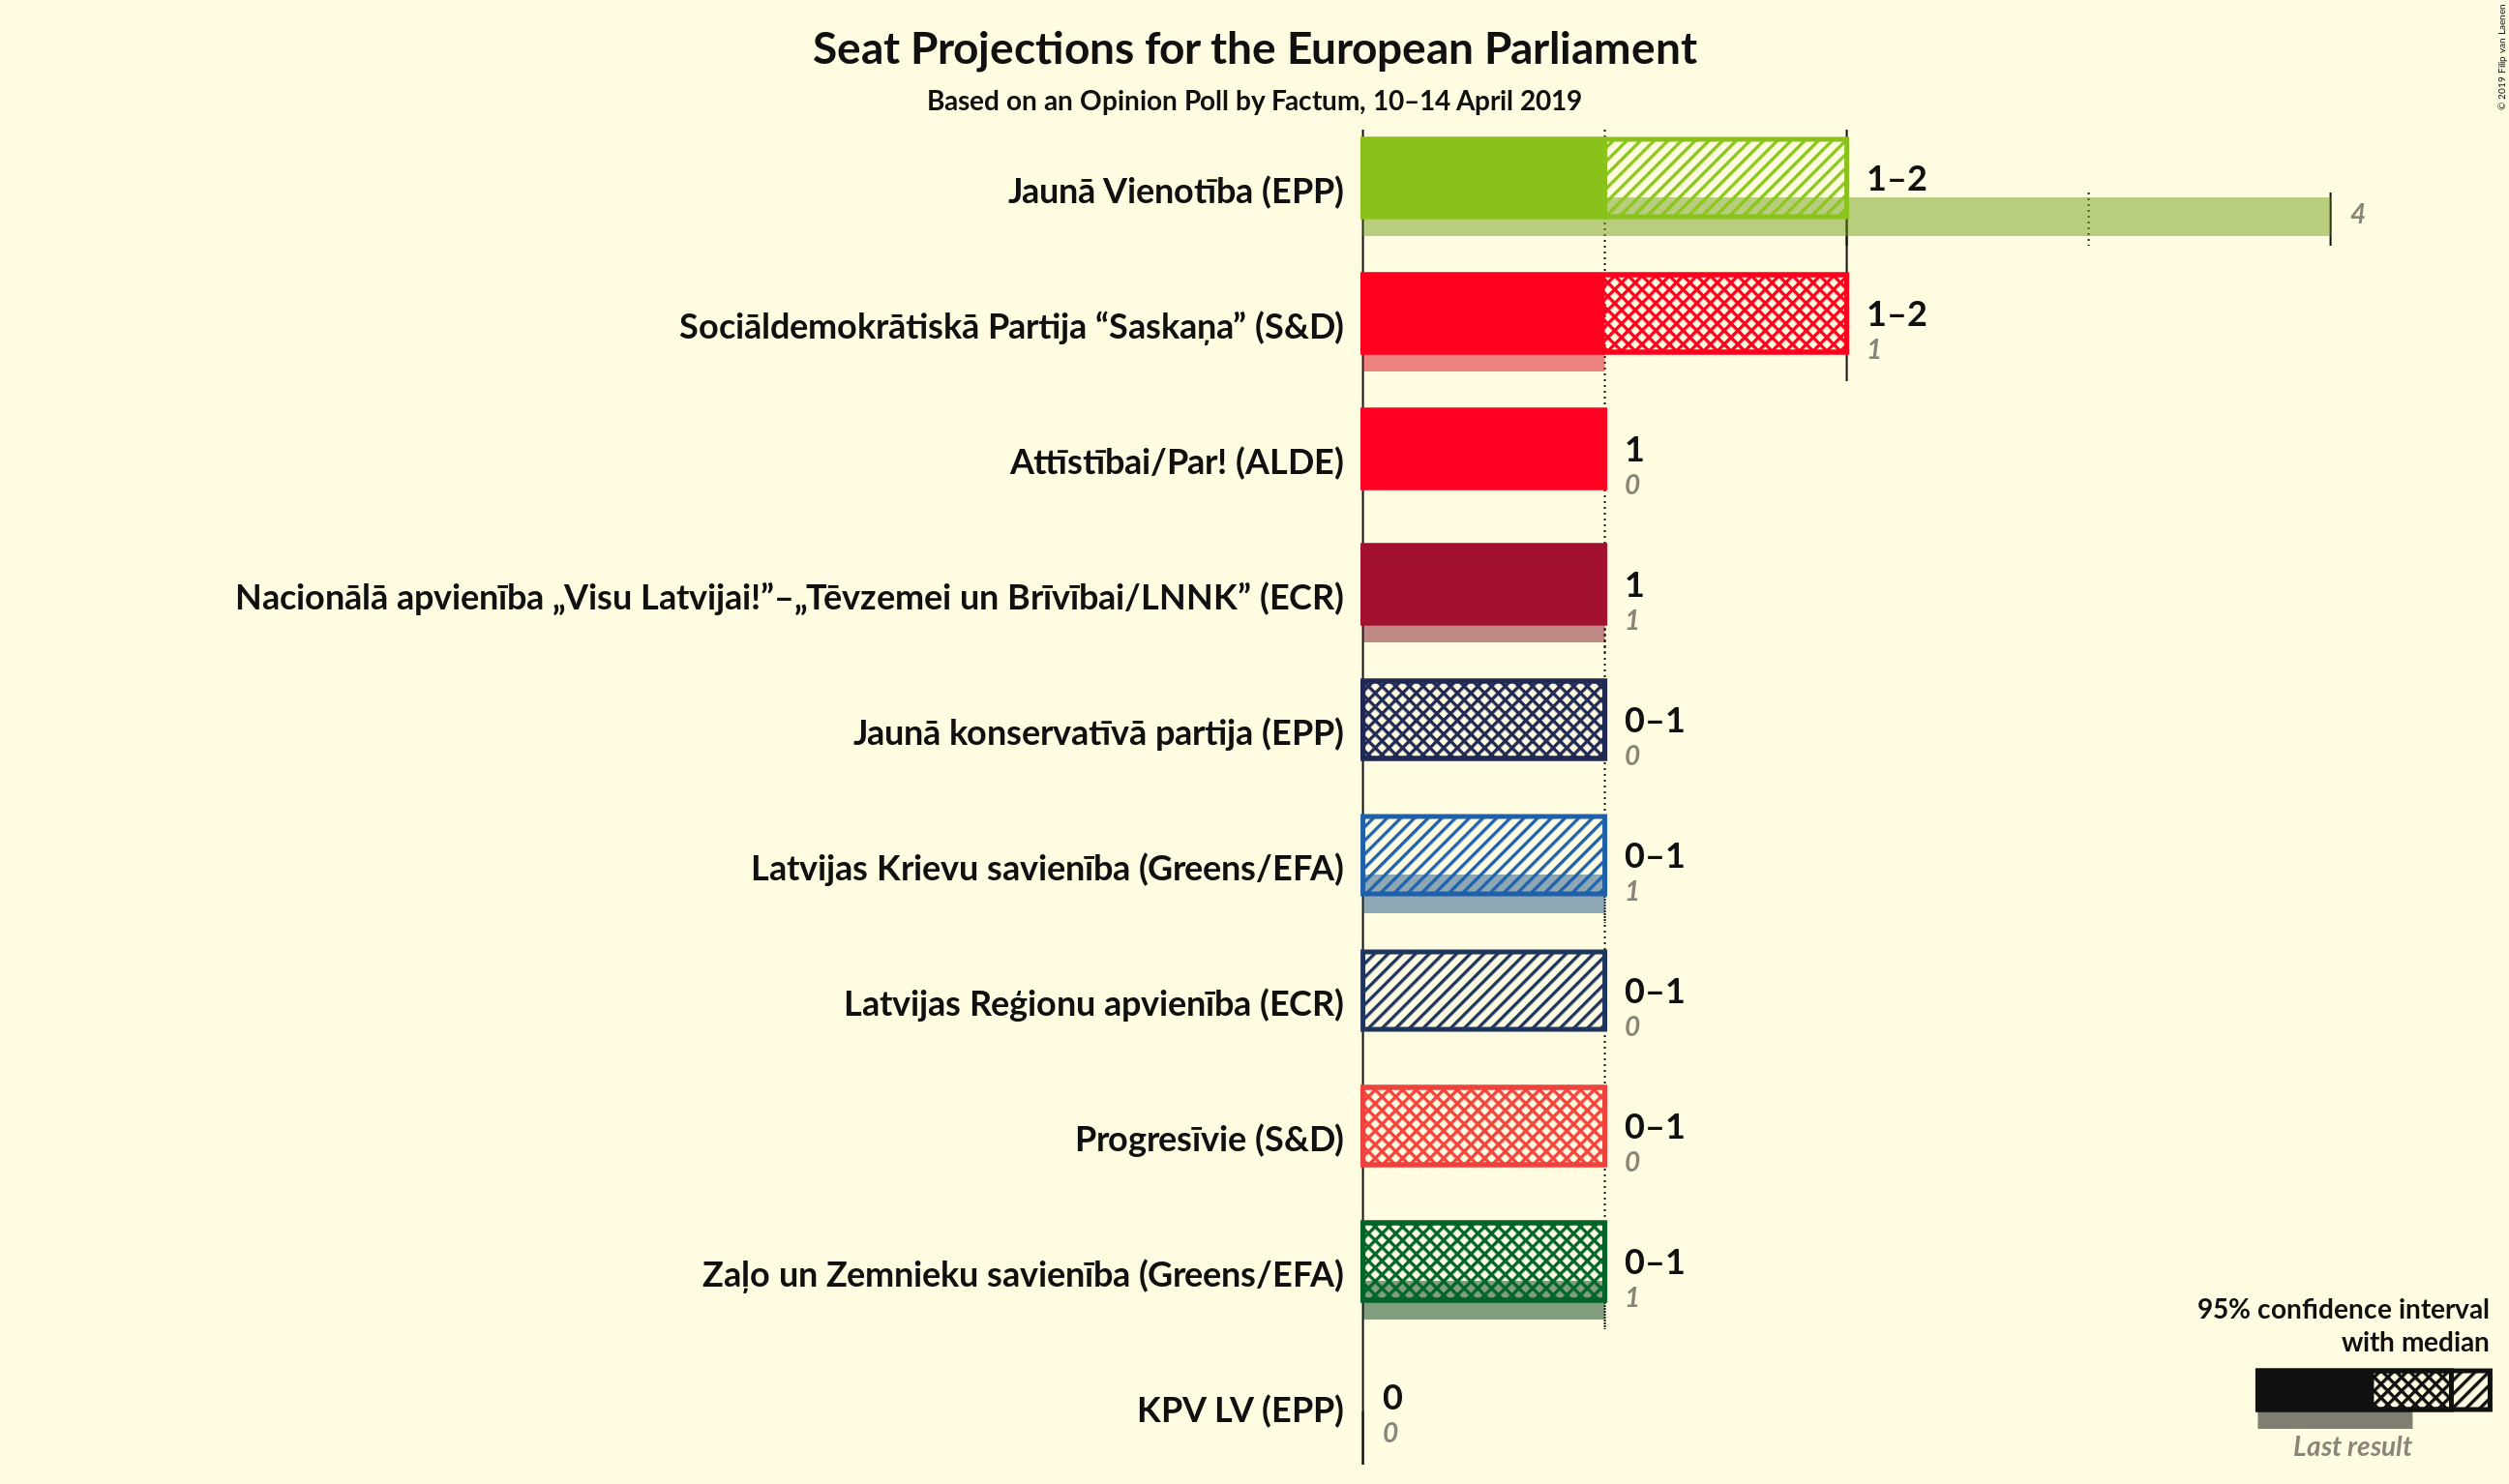 Seat Projections for the European Parliament
Based on an Opinion Poll by Factum, 10–14 April 2019
© 2019 Filip van Laenen
Jaunā Vienotība (EPP)
1–2
4
Sociāldemokrātiskā Partija “Saskaņa” (S&D)
1–2
1
Attīstībai/Par! (ALDE)
1
0
Nacionālā apvienība „Visu Latvijai!”–„Tēvzemei un Brīvībai/LNNK” (ECR)
1
1
Jaunā konservatīvā partija (EPP)
0–1
0
Latvijas Krievu savienība (Greens/EFA)
0–1
1
Latvijas Reģionu apvienība (ECR)
0–1
0
Progresīvie (S&D)
0–1
0
Zaļo un Zemnieku savienība (Greens/EFA)
0–1
1
KPV LV (EPP)
0
0
95% confidence interval
with median
Last result